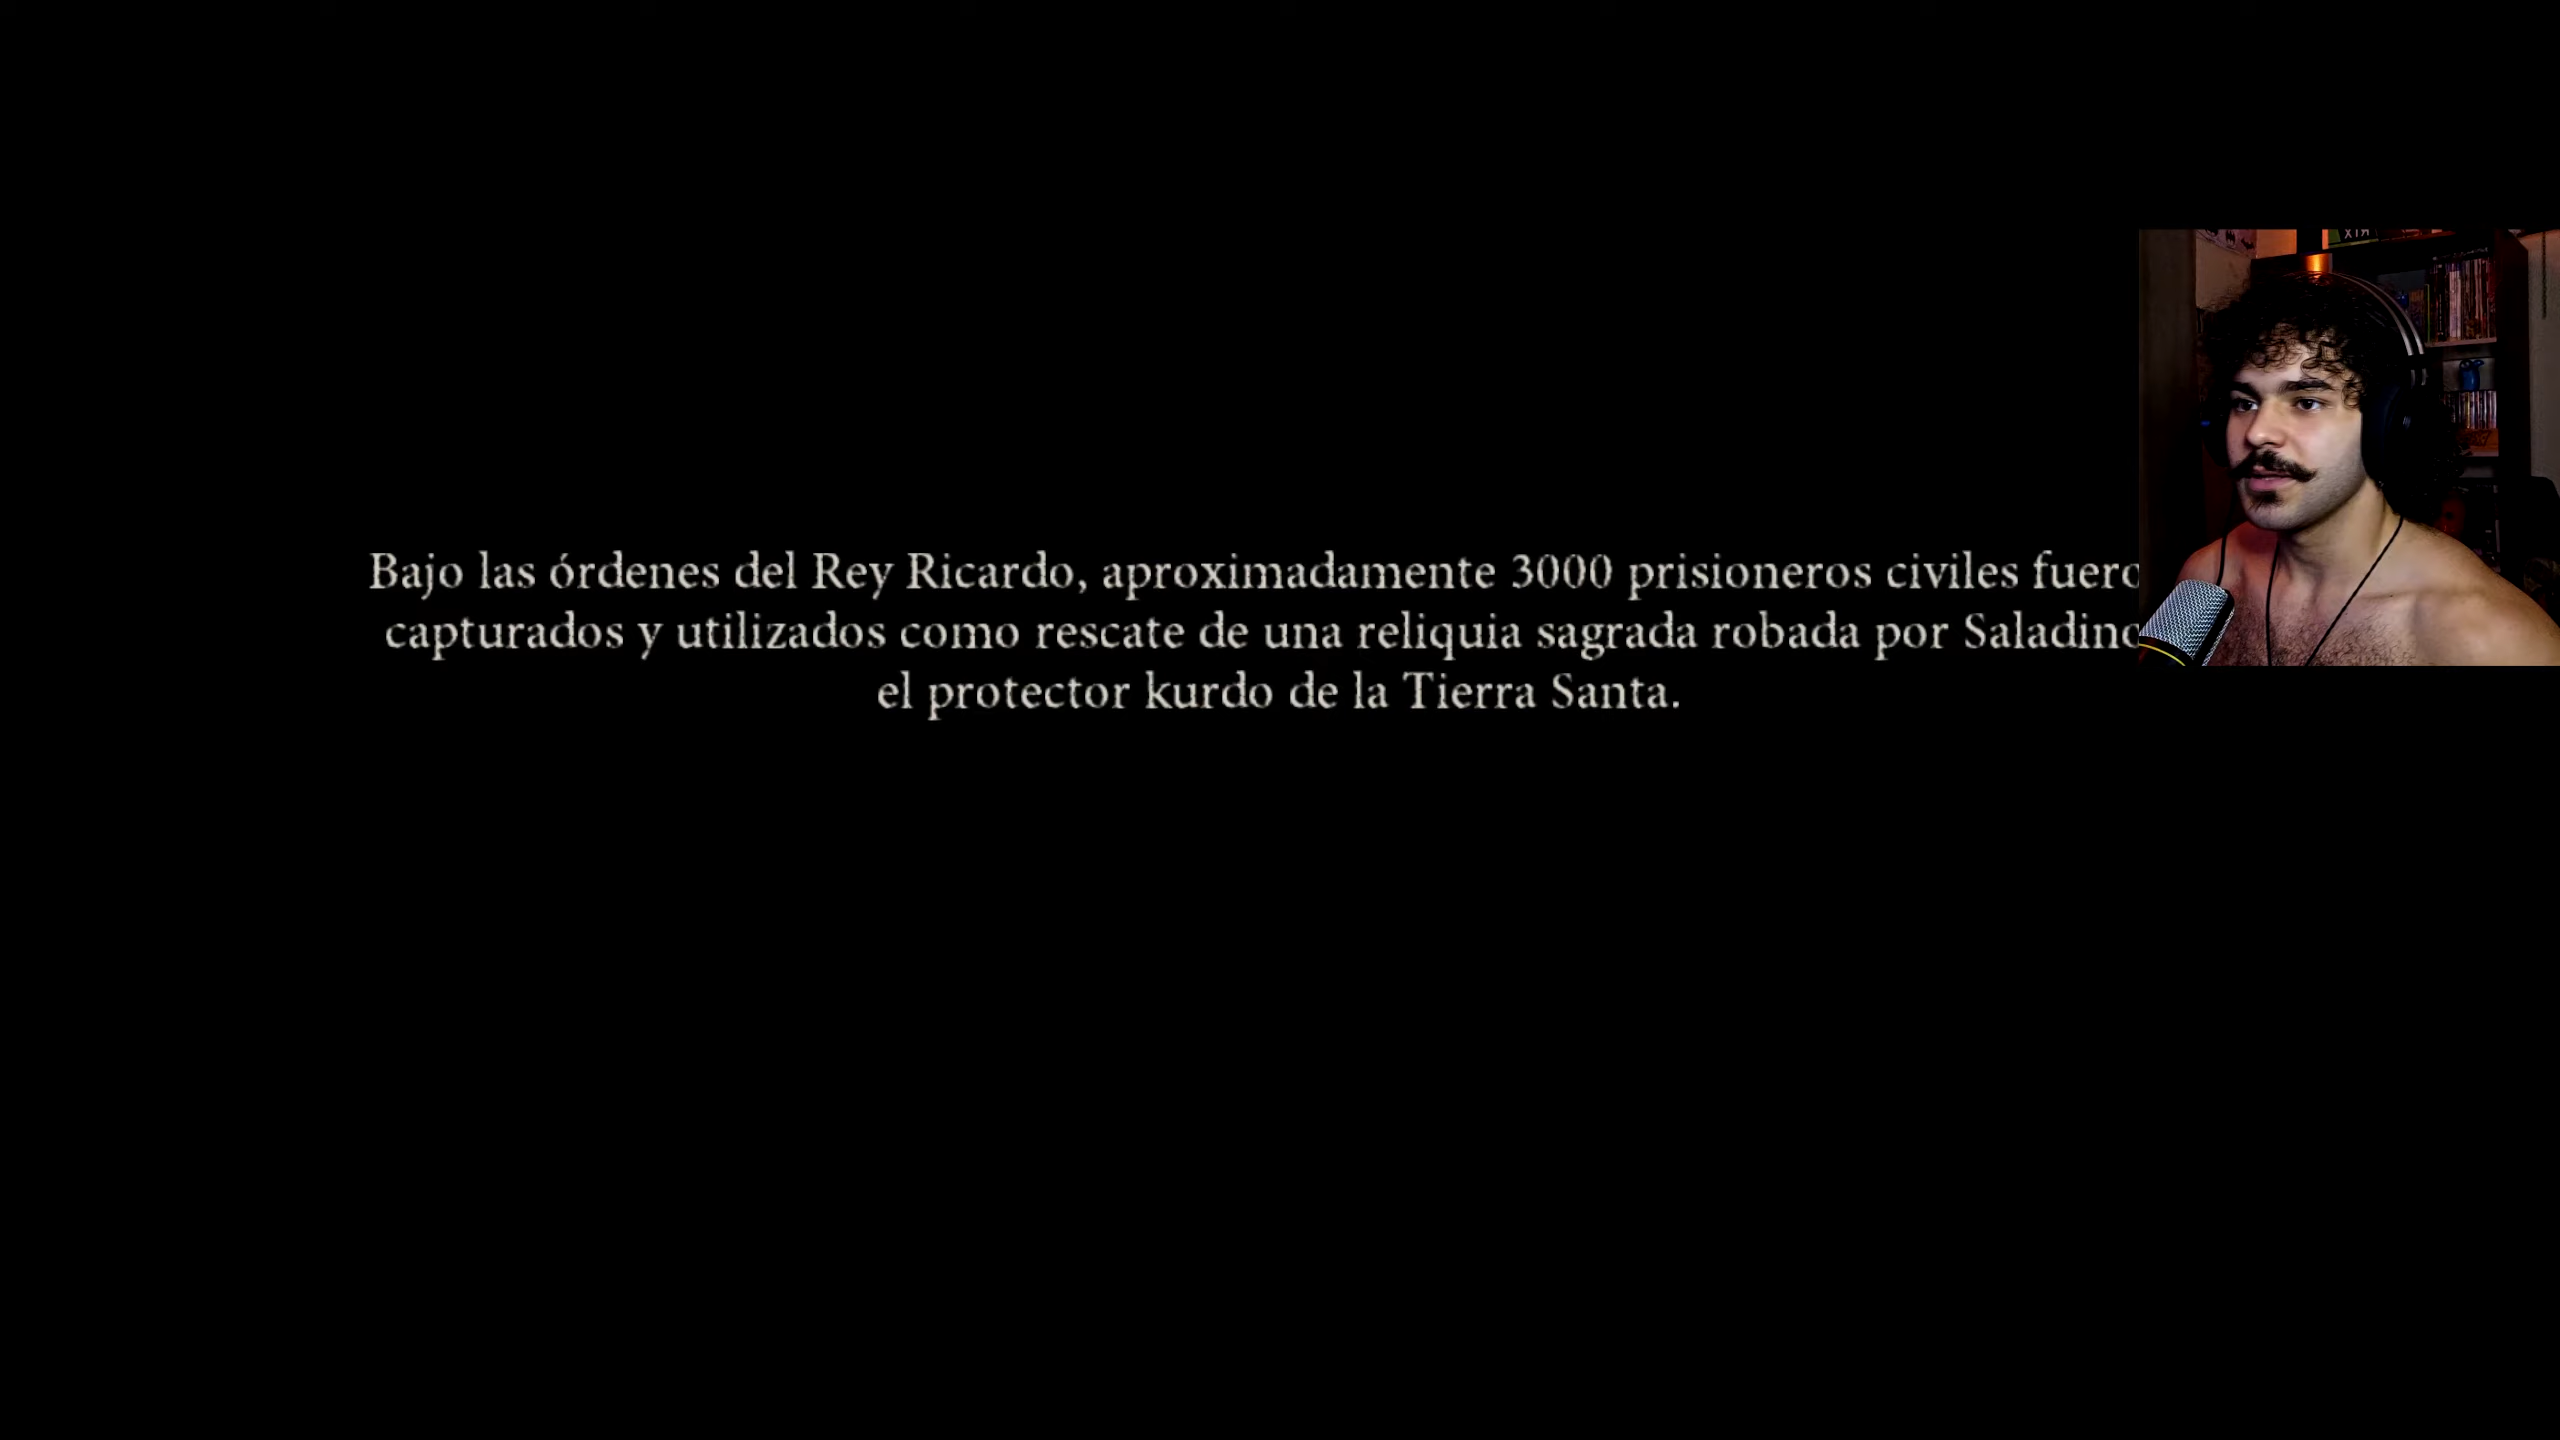 Bajo las órdenes del Rey Ricardo, aproximadamente 3000 prisioneros civiles
capturados y utilizados como rescate de una reliquia sagrada robada por Saladino
el protector kurdo de la Tierra Santa.